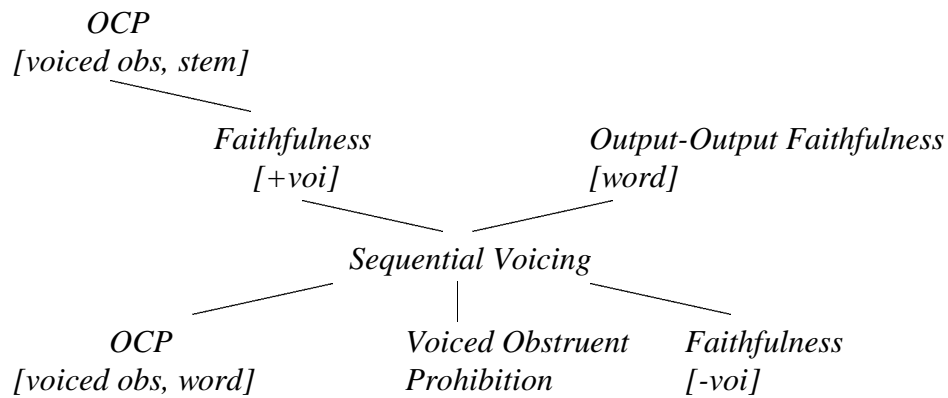 OCP
[voiced obs, stem]
Faithfulness
[+voi]
Output-Output Faithfulness
[word]
Sequential Voicing
OCP
[voiced obs, word]
Voiced Obstruent
Prohibition
Faithfulness
[-voi]